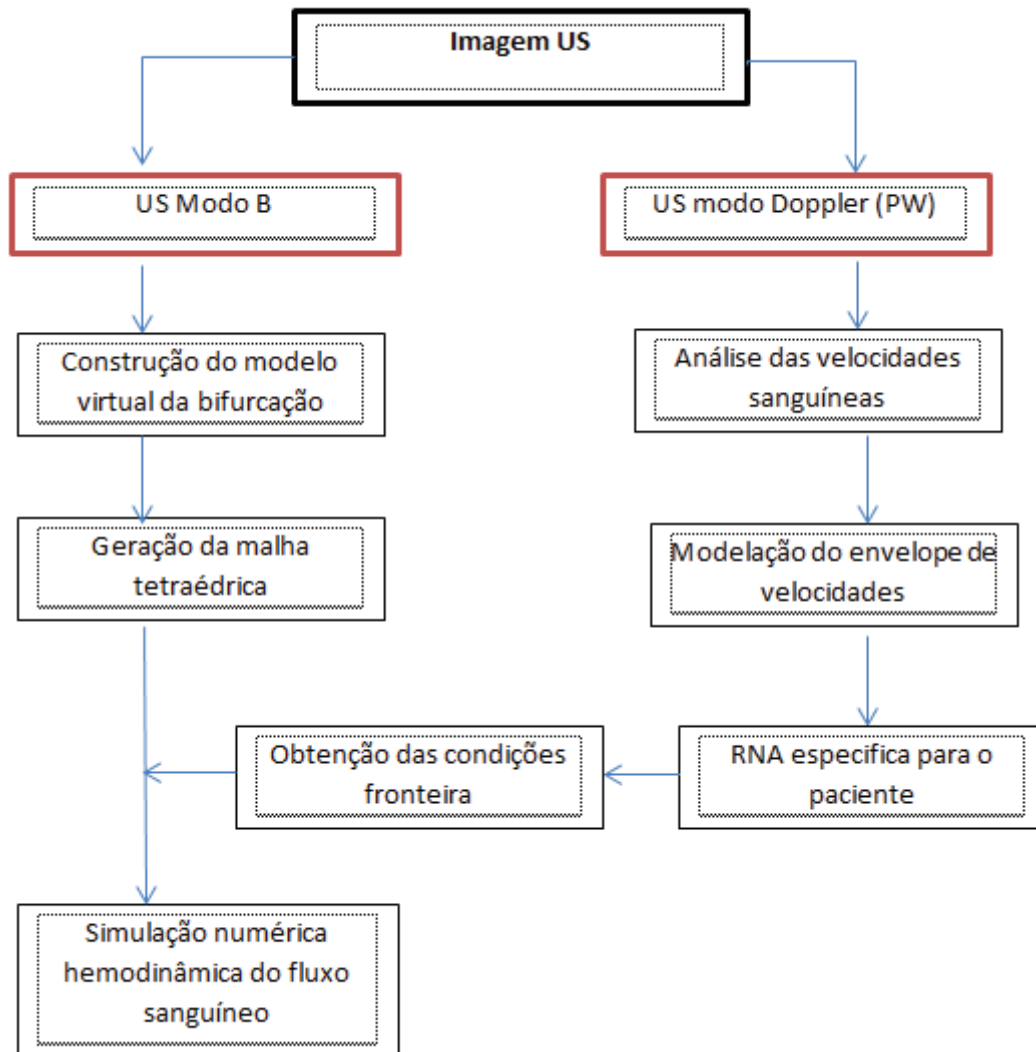 Imagem US
US Modo B
US modo Doppler (PW)
Construção do modelo
virtual da bifurcação
Análise das velocidades
sanguíneas
Geração da malha
tetraédrica
Modelação do envelope de
velocidades
Obtenção das condições
fronteira
RNA especifica para o
paciente
Simulação numérica
hemodinâmica do fluxo
sanguíneo